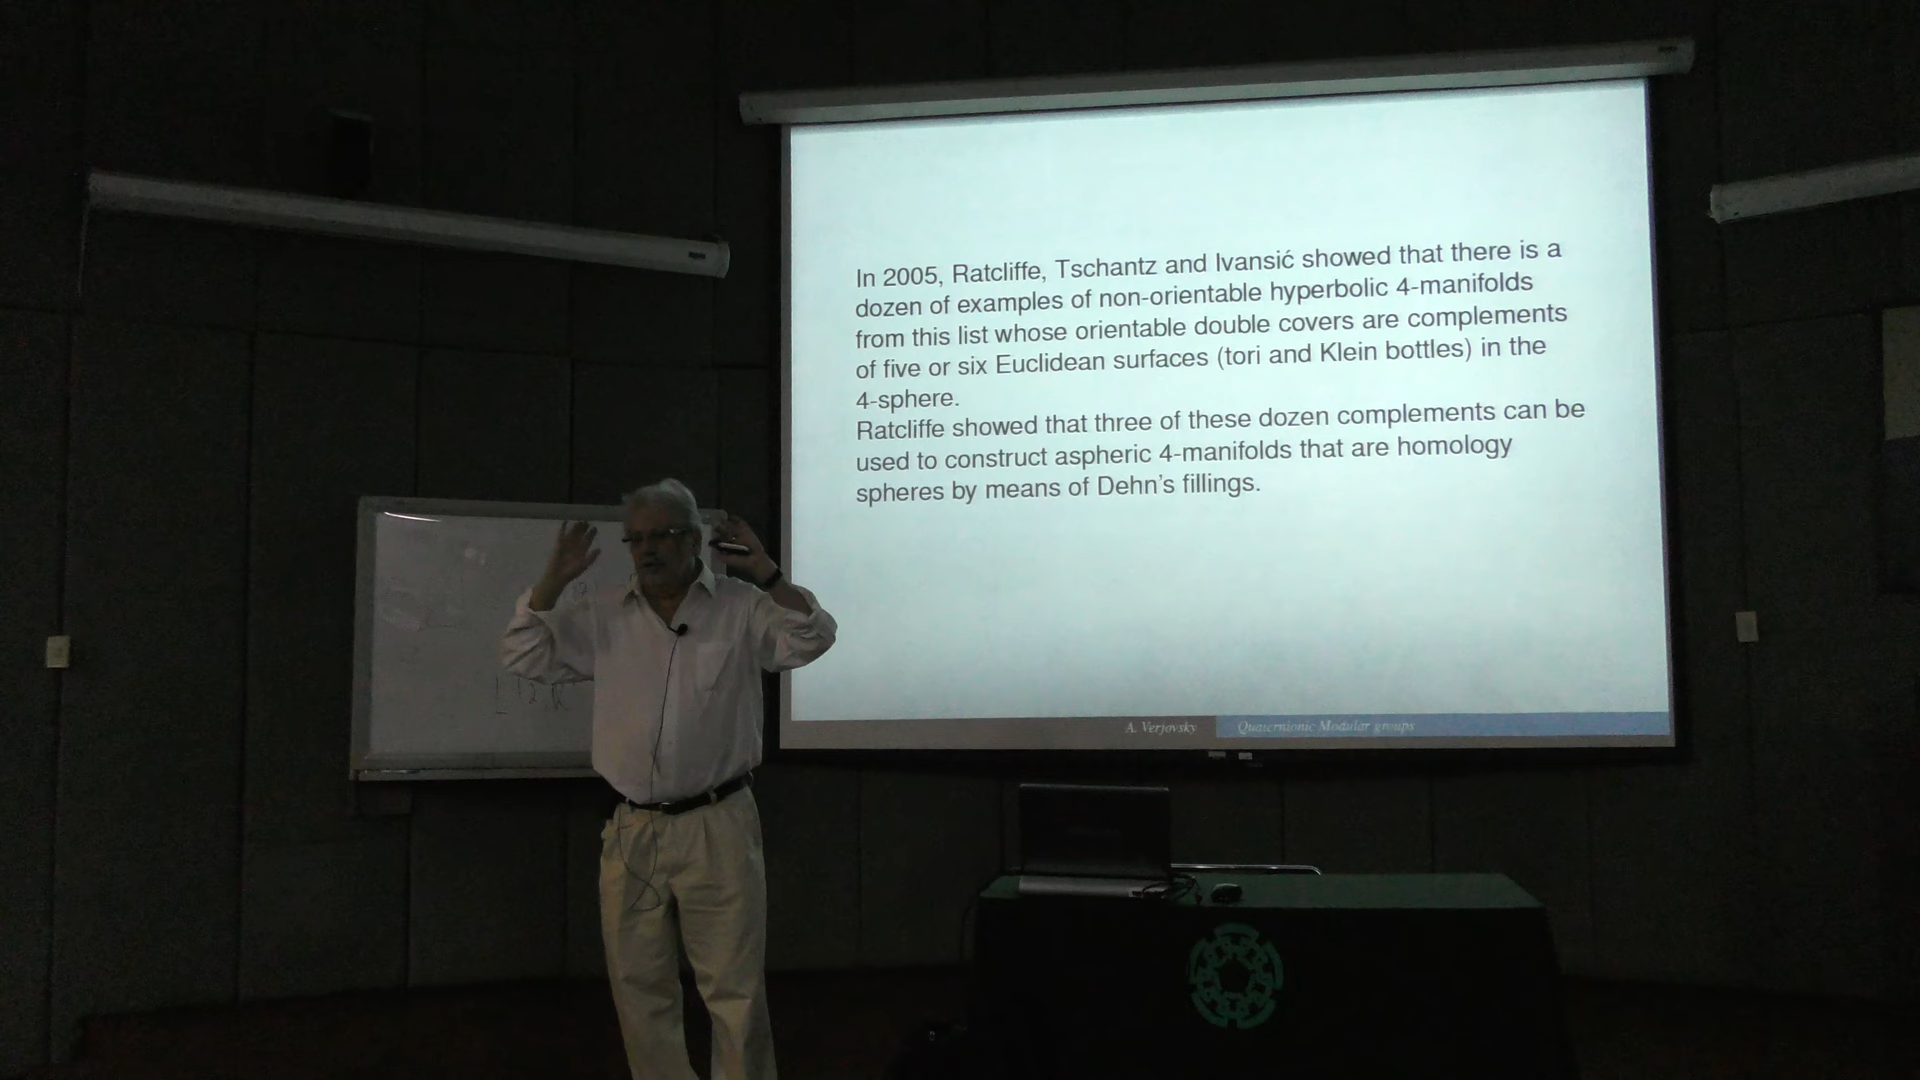 In 2005, Ratcliffe, Tschantz and Ivansić showed that there is a
dozen of examples of non-orientable hyperbolic 4-manifolds
from this list whose orientable double covers are complements
of five or six Euclidean surfaces (tori and Klein bottles) in the
4-sphere.
Ratcliffe showed that three of these dozen complements can be
used to construct aspheric 4-manifolds that are homology
spheres by means of Dehn's fillings.
A. Verjovsky Quaternionic Modular groups